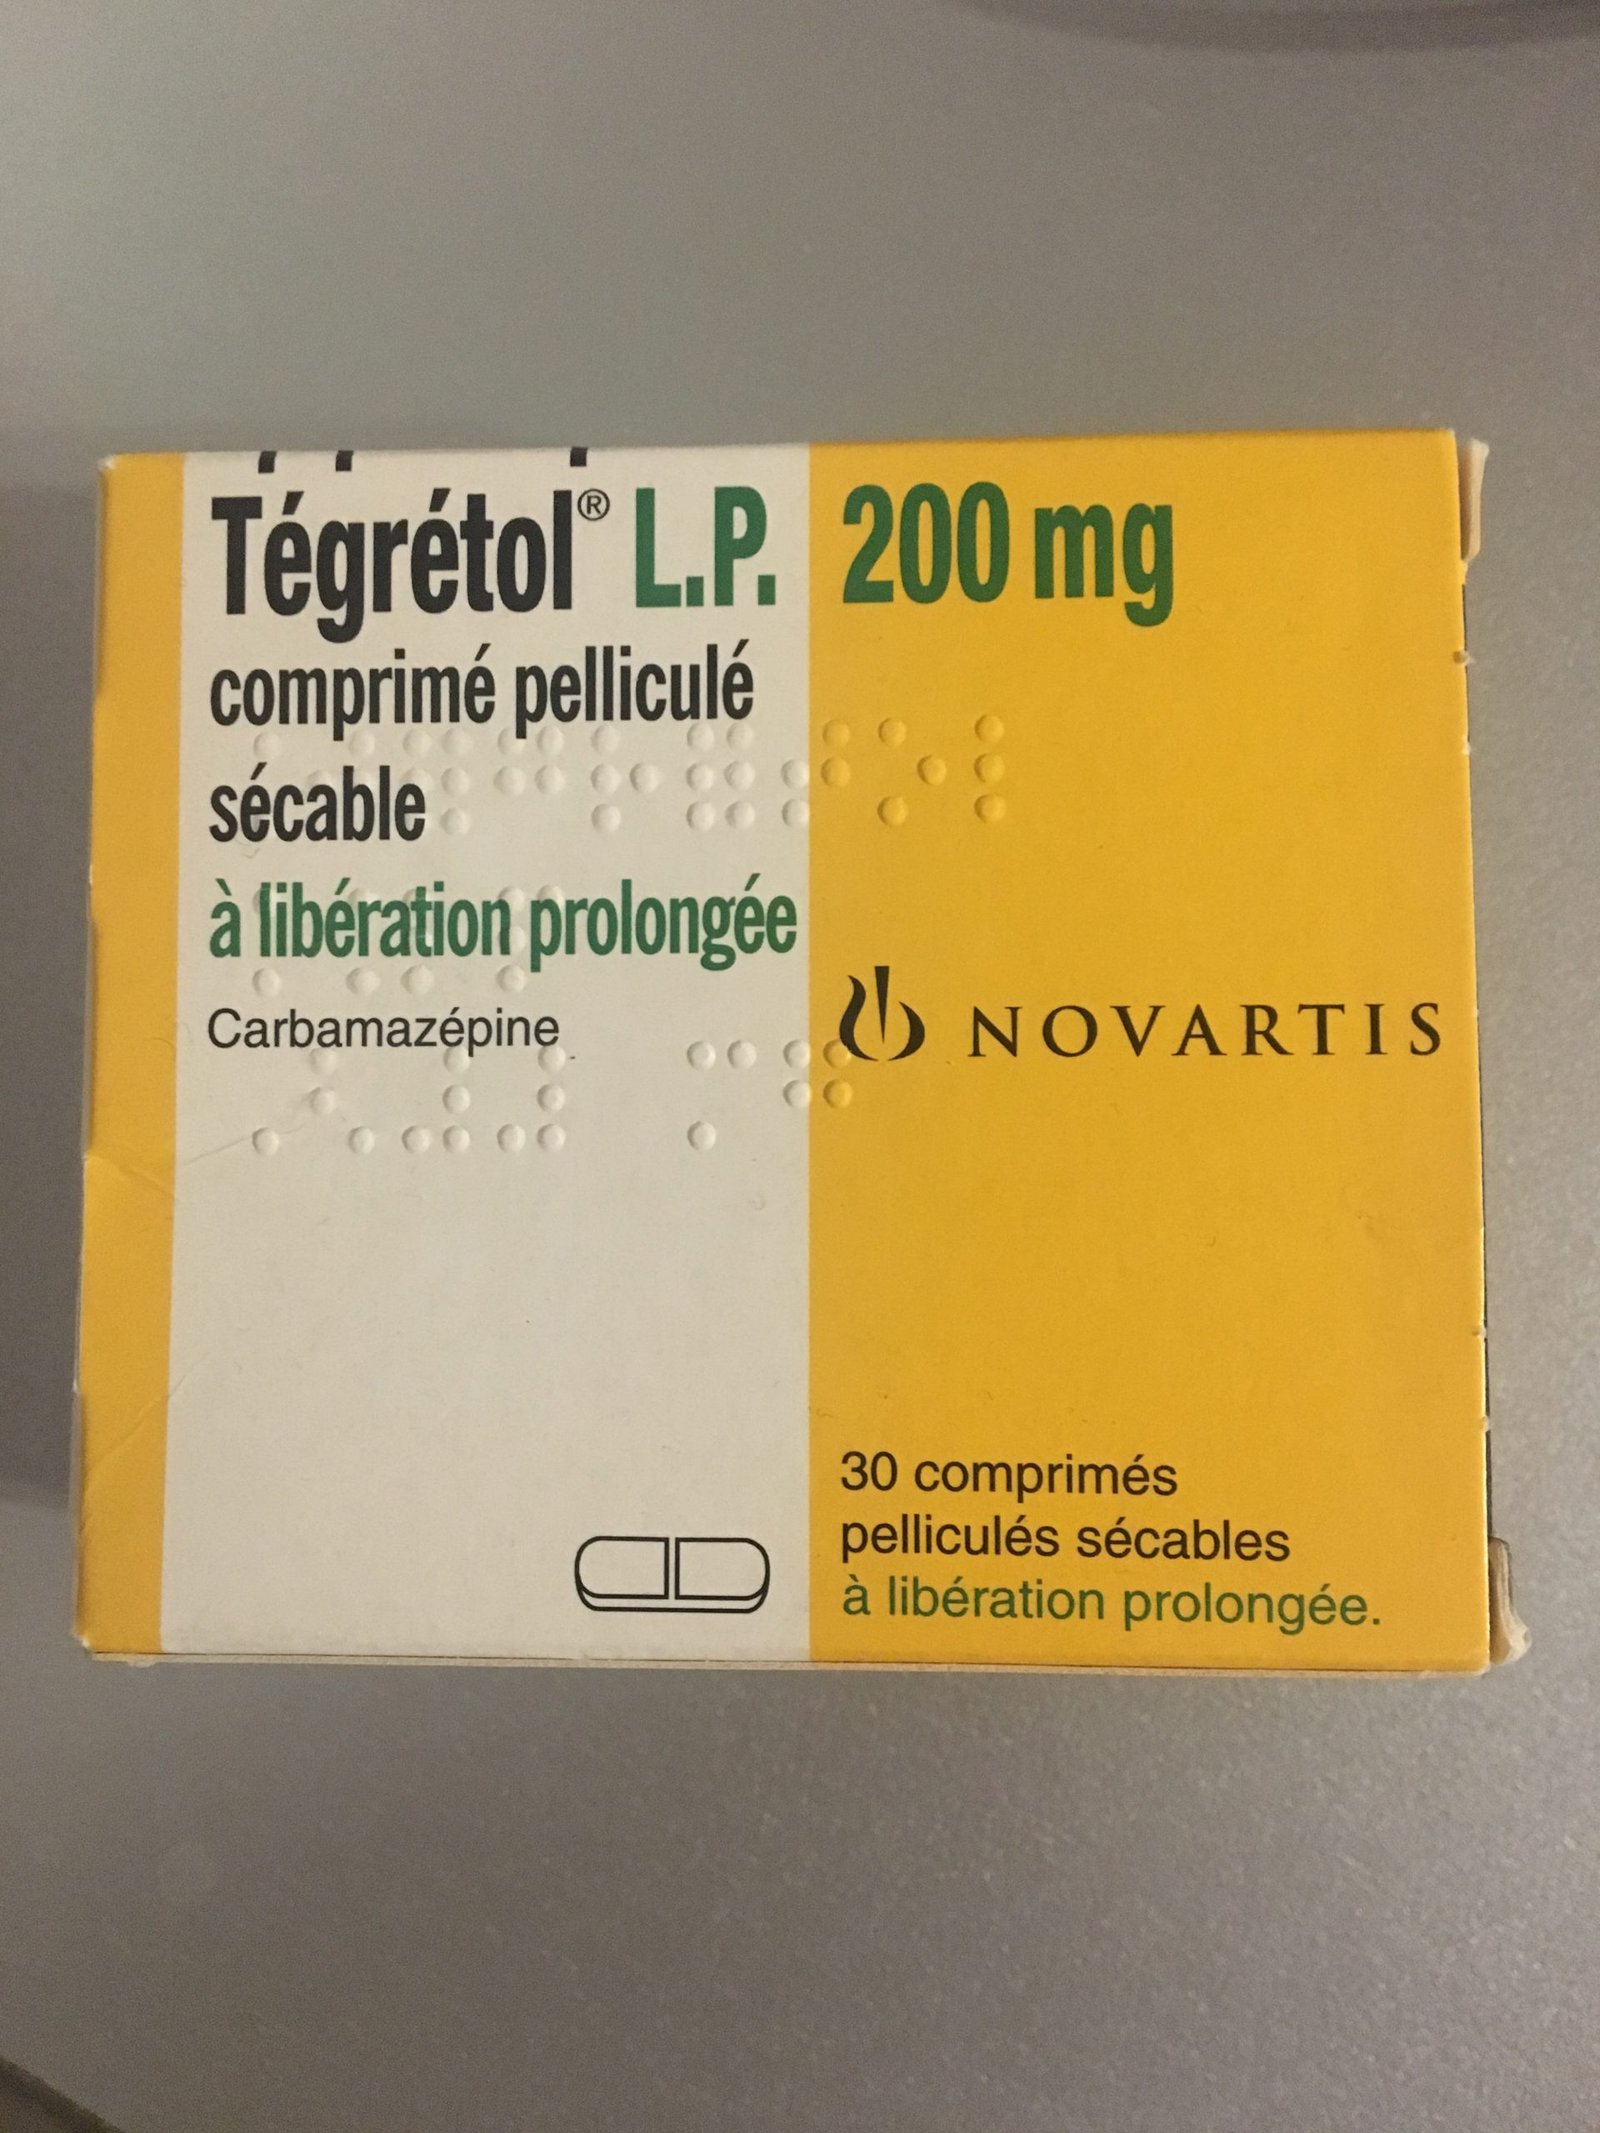 Tégrétol® L.P. 200 mg
comprimé pelliculé
sécable
à libération prolongée
Carbamazépine
NOVARTIS
30 comprimés
pelliculés sécables
à libération prolongée.